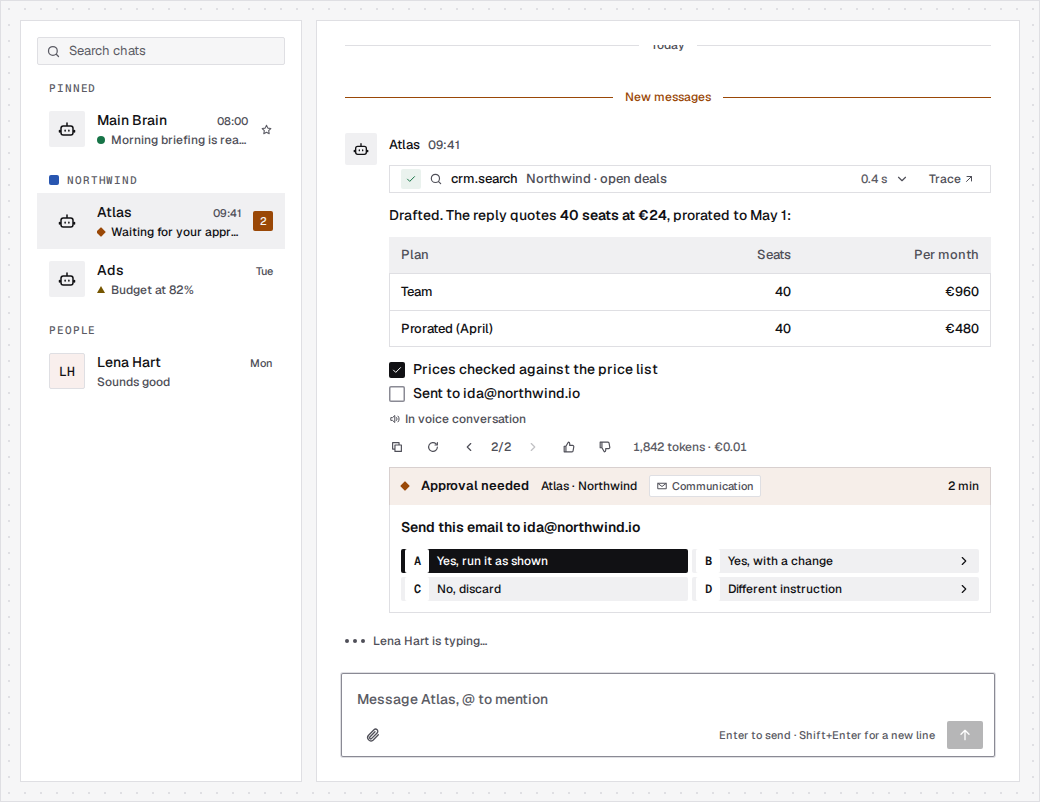 Search chats
PINNED
Main Brain 08:00
Morning briefing is rea…
NORTHWIND
Atlas 09:41
Waiting for your appr… 2
Ads Tue
Budget at 82%
PEOPLE
LH Lena Hart Mon
Sounds good
Today
New messages
Atlas 09:41
crm.search Northwind · open deals 0.4 s Trace
Drafted. The reply quotes 40 seats at €24, prorated to May 1:
Plan Seats Per month
Team 40 €960
Prorated (April) 40 €480
Prices checked against the price list
Sent to ida@northwind.io
In voice conversation
2/2 1,842 tokens · €0.01
Approval needed Atlas · Northwind Communication 2 min
Send this email to ida@northwind.io
A Yes, run it as shown B Yes, with a change
C No, discard D Different instruction
Lena Hart is typing…
Message Atlas, @ to mention
Enter to send · Shift+Enter for a new line